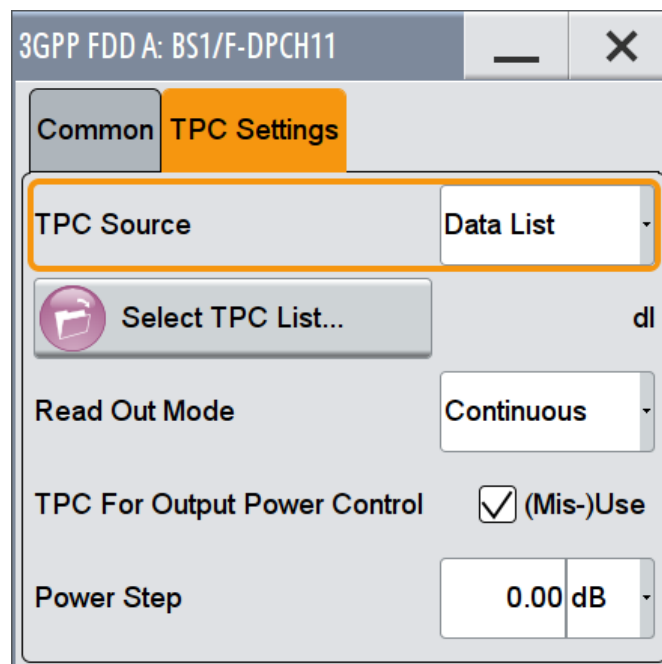 3GPP FDD A: BS1/F-DPCH11
Common TPC Settings
TPC Source Data List
Select TPC List... dl
Read Out Mode Continuous
TPC For Output Power Control (Mis-)Use
Power Step 0.00 dB